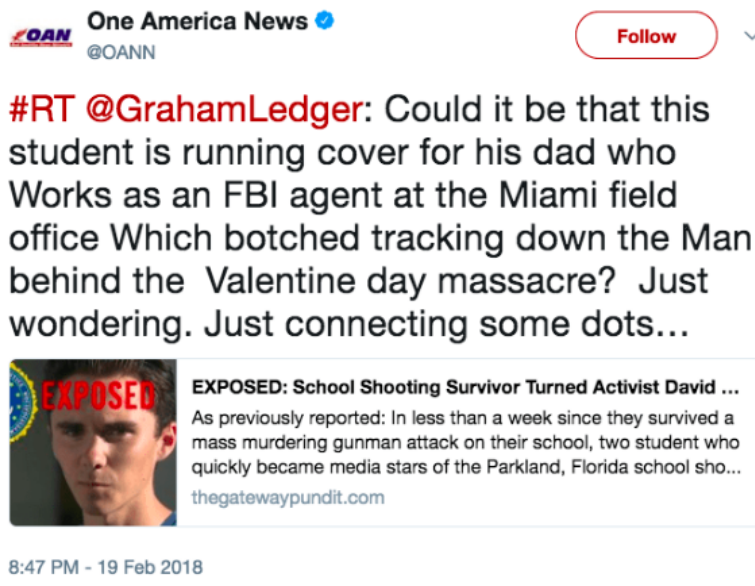 OAN
One America News
@OANN
Follow
#RT @GrahamLedger: Could it be that this
student is running cover for his dad who
Works as an FBI agent at the Miami field
office Which botched tracking down the Man
behind the  Valentine day massacre?  Just
wondering. Just connecting some dots...
EXPOSED
EXPOSED: School Shooting Survivor Turned Activist David ...
As previously reported: In less than a week since they survived a
mass murdering gunman attack on their school, two student who
quickly became media stars of the Parkland, Florida school sho...
thegatewaypundit.com
8:47 PM - 19 Feb 2018